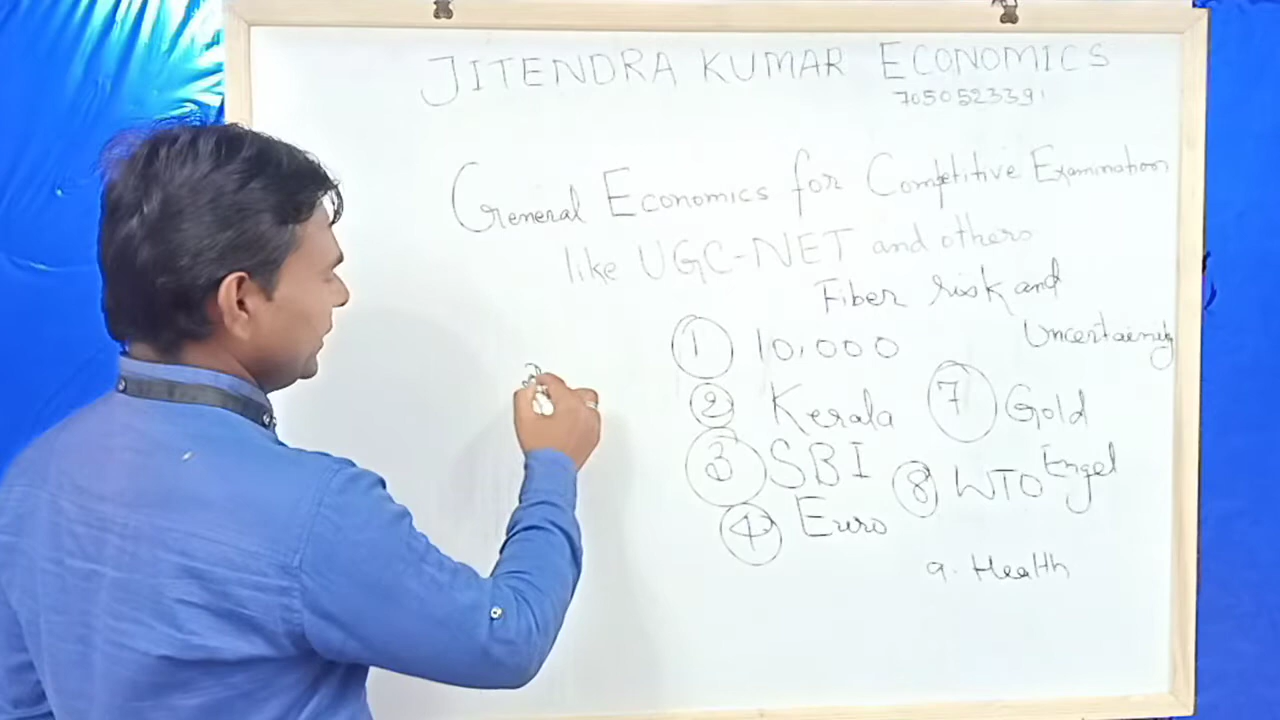 JITENDRA KUMAR ECONOMICS
7050523391
General Economics for Competitive Examination
like UGC-NET and others
Fiber risk and
Uncertainity
1 10,000
2 Kerala
7 Gold
3 SBI
8 WTO Engel
4 Euro
9. Health